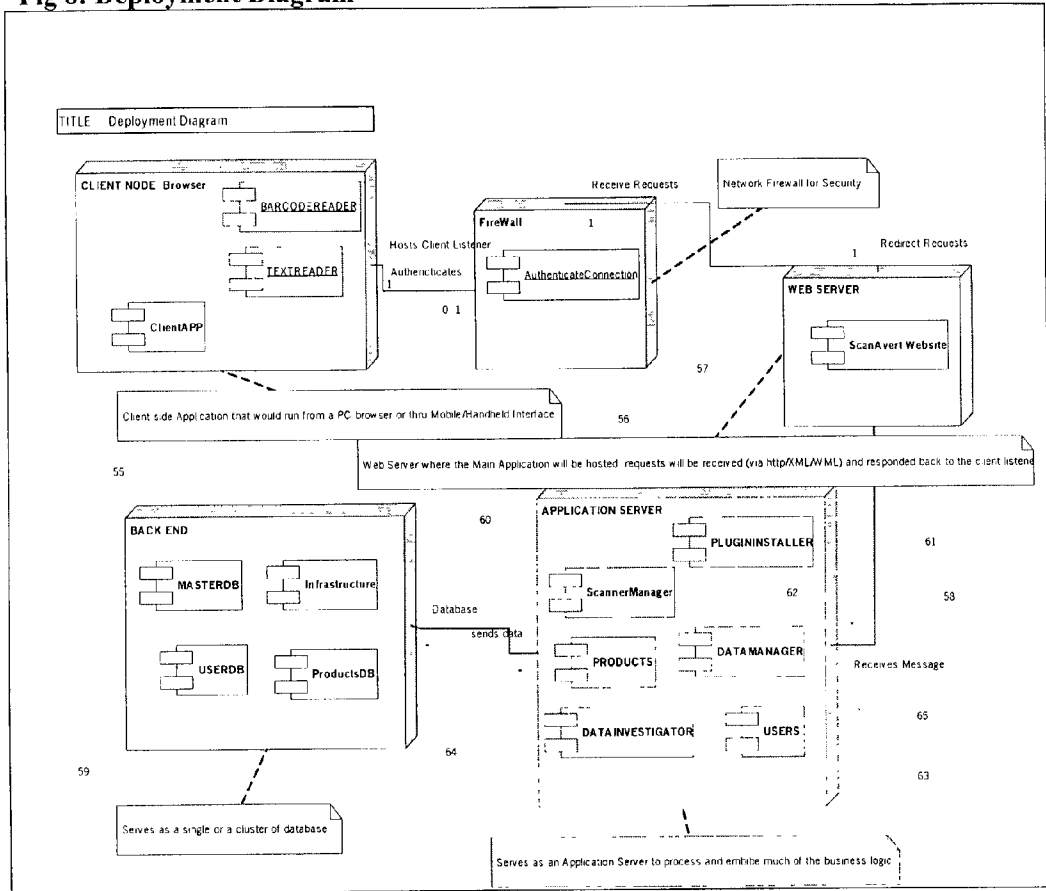 Fig 8: Deployment Diagram
TITLE Deployment Diagram
CLIENT NODE Browser
BARCODEREADER
TEXTREADER
ClientAPP
Hosts Client Listener
Authenticates
1
0 1
Receive Requests
FireWall
1
AuthenticateConnection
Network Firewall for Security
Redirect Requests
1
WEB SERVER
ScanAvert Website
57
Client side Application that would run from a PC browser or thru Mobile/Handheld Interface
56
55
Web Server where the Main Application will be hosted requests will be received (via http/XML/WML) and responded back to the client listene
BACK END
MASTERDB
Infrastructure
USERDB
ProductsDB
60
Database
sends data
APPLICATION SERVER
PLUGININSTALLER
ScannerManager
62
PRODUCTS
DATAMANAGER
DATAINVESTIGATOR
USERS
61
58
Receives Message
65
63
64
59
Serves as a single or a cluster of database
Serves as an Application Server to process and embibe much of the business logic